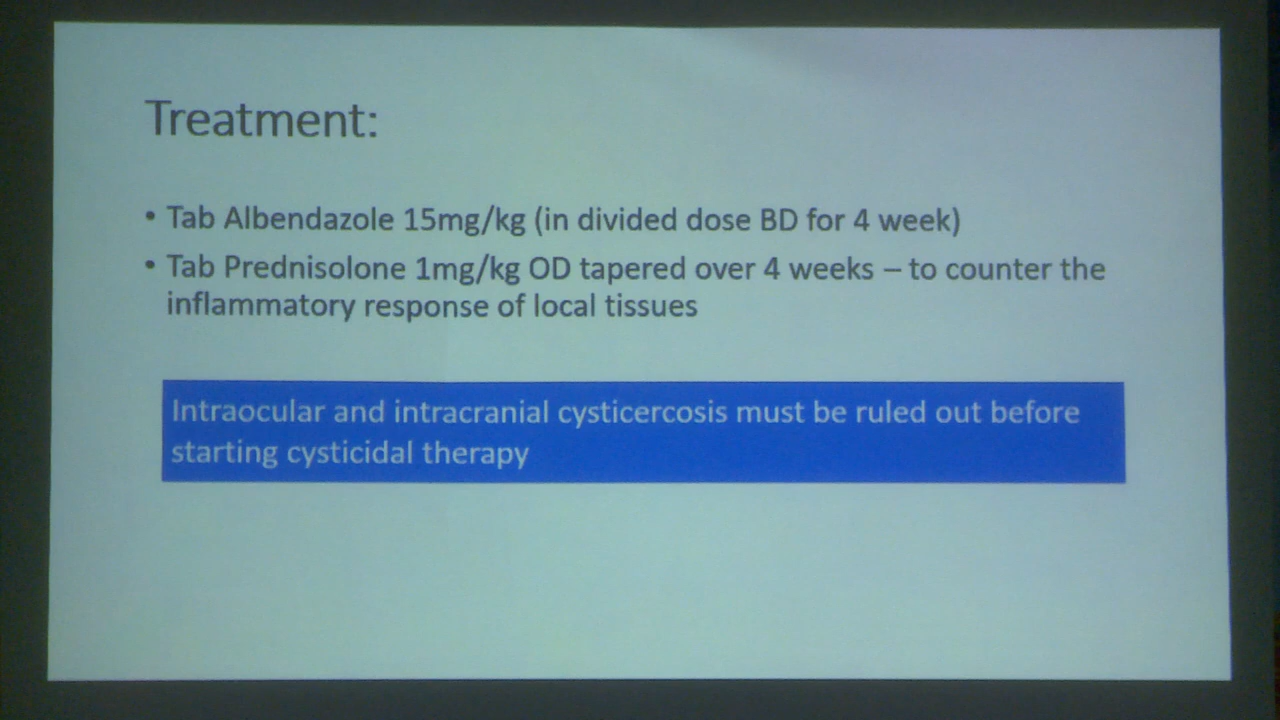 Treatment:
• Tab Albendazole 15mg/kg (in divided dose BD for 4 week)
• Tab Prednisolone 1mg/kg OD tapered over 4 weeks – to counter the
inflammatory response of local tissues
Intraocular and intracranial cysticercosis must be ruled out before
starting cysticidal therapy